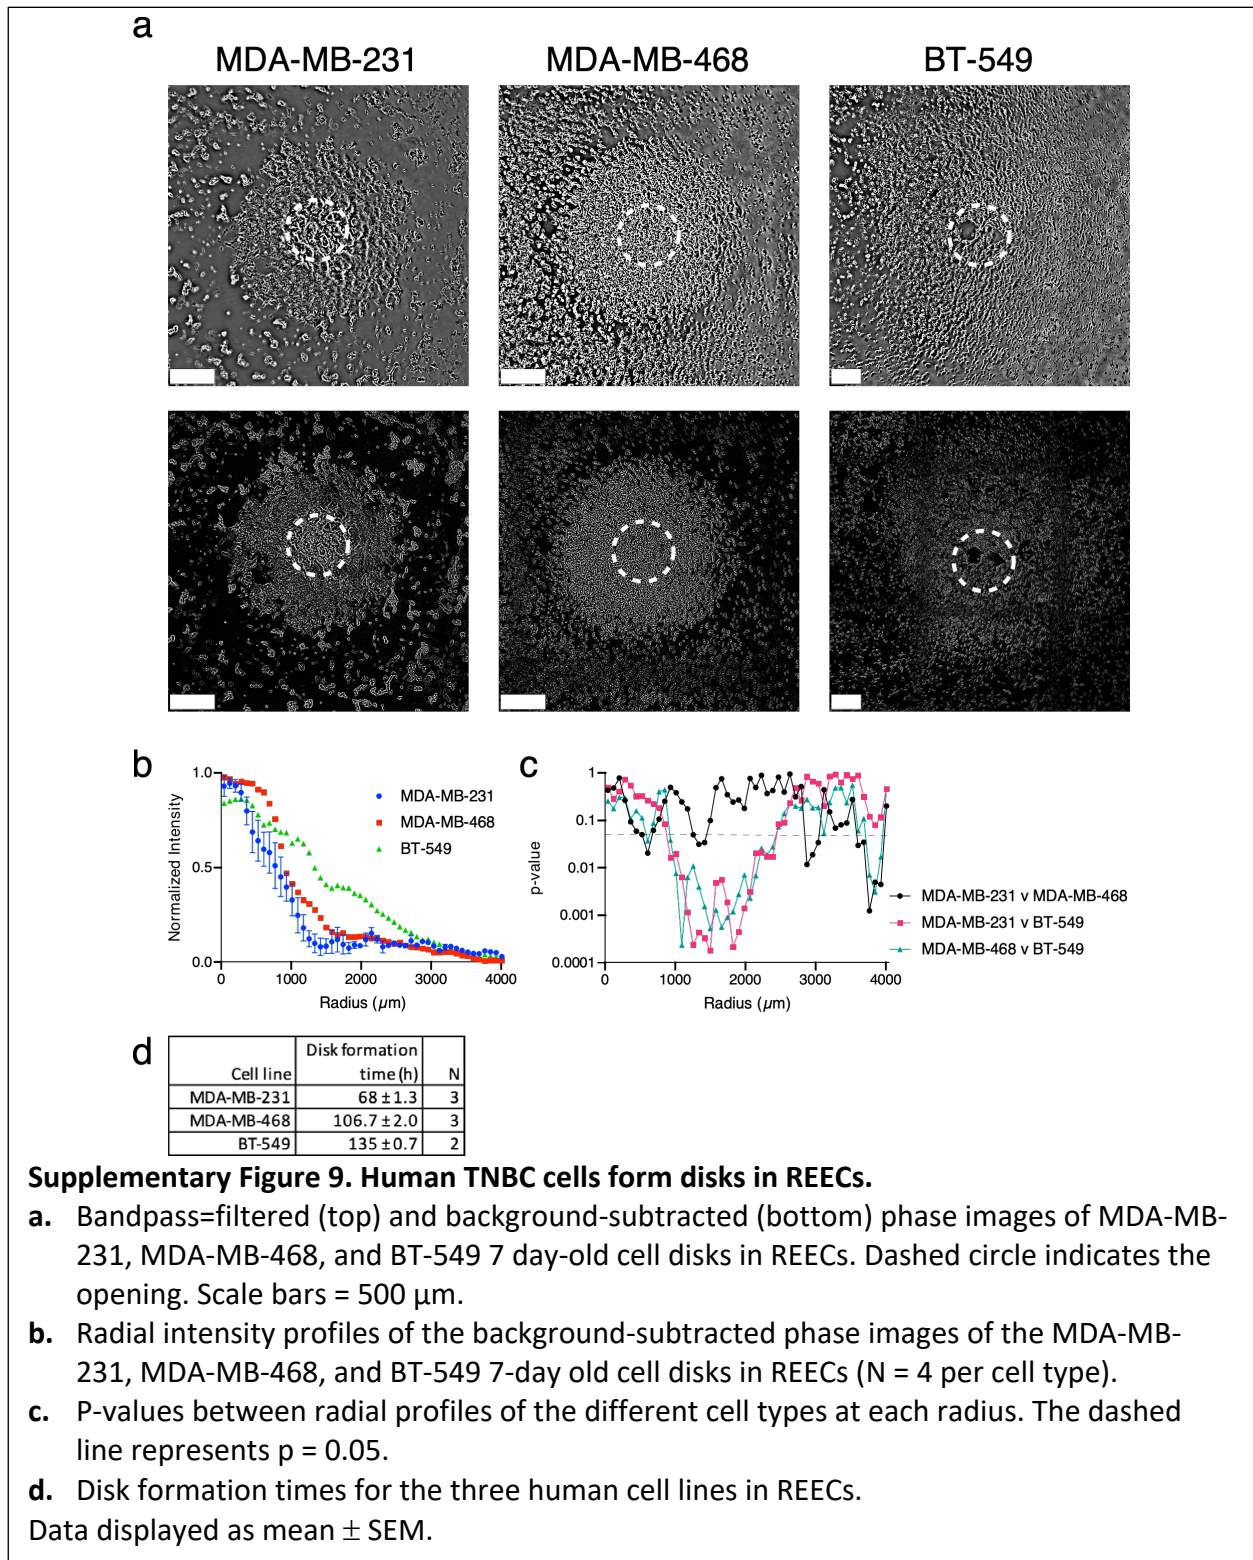 a
MDA-MB-231 MDA-MB-468 BT-549
b
1.0
0.5
0.0
Normalized Intensity
0 1000 2000 3000 4000
Radius (µm)
MDA-MB-231
MDA-MB-468
BT-549
c
1
0.1
0.01
0.001
0.0001
p-value
0 1000 2000 3000 4000
Radius (µm)
MDA-MB-231 v MDA-MB-468
MDA-MB-231 v BT-549
MDA-MB-468 v BT-549
d
Disk formation
Cell line time (h) N
MDA-MB-231 68 ± 1.3 3
MDA-MB-468 106.7 ± 2.0 3
BT-549 135 ± 0.7 2
Supplementary Figure 9. Human TNBC cells form disks in REECs.
a. Bandpass=filtered (top) and background-subtracted (bottom) phase images of MDA-MB-
231, MDA-MB-468, and BT-549 7 day-old cell disks in REECs. Dashed circle indicates the
opening. Scale bars = 500 µm.
b. Radial intensity profiles of the background-subtracted phase images of the MDA-MB-
231, MDA-MB-468, and BT-549 7-day old cell disks in REECs (N = 4 per cell type).
c. P-values between radial profiles of the different cell types at each radius. The dashed
line represents p = 0.05.
d. Disk formation times for the three human cell lines in REECs.
Data displayed as mean ± SEM.